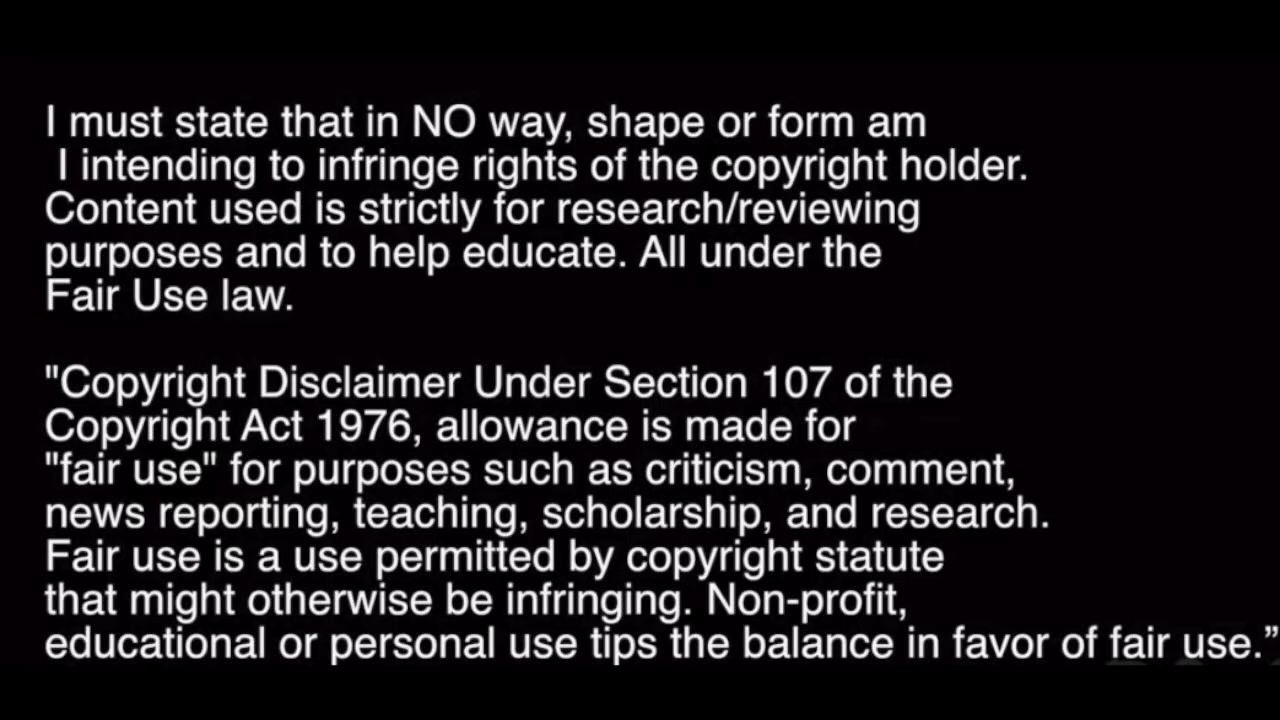 I must state that in NO way, shape or form am
I intending to infringe rights of the copyright holder.
Content used is strictly for research/reviewing
purposes and to help educate. All under the
Fair Use law.
"Copyright Disclaimer Under Section 107 of the
Copyright Act 1976, allowance is made for
"fair use" for purposes such as criticism, comment,
news reporting, teaching, scholarship, and research.
Fair use is a use permitted by copyright statute
that might otherwise be infringing. Non-profit,
educational or personal use tips the balance in favor of fair use.”